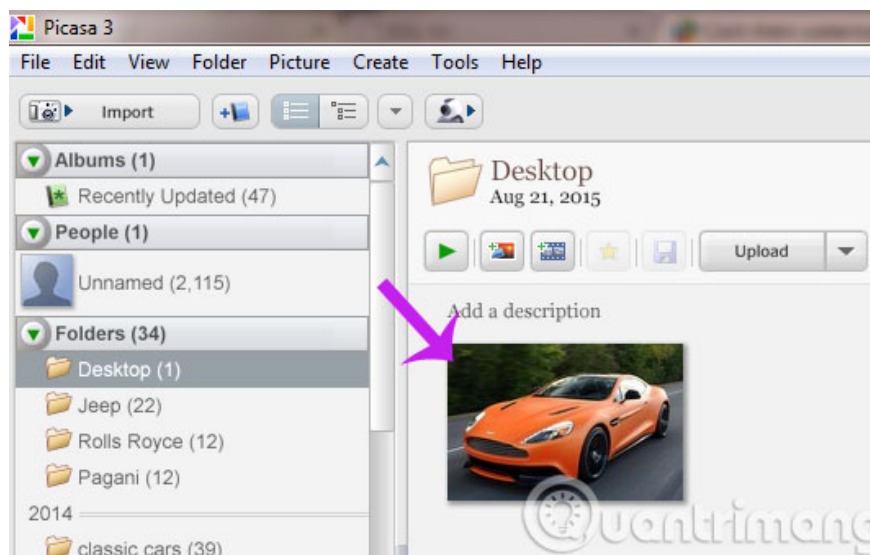 Picasa 3
File Edit View Folder Picture Create Tools Help
Import
Albums (1)
Recently Updated (47)
People (1)
Unnamed (2,115)
Folders (34)
Desktop (1)
Jeep (22)
Rolls Royce (12)
Pagani (12)
2014
classic cars (39)
Desktop
Aug 21, 2015
Upload
Add a description
uantrimang